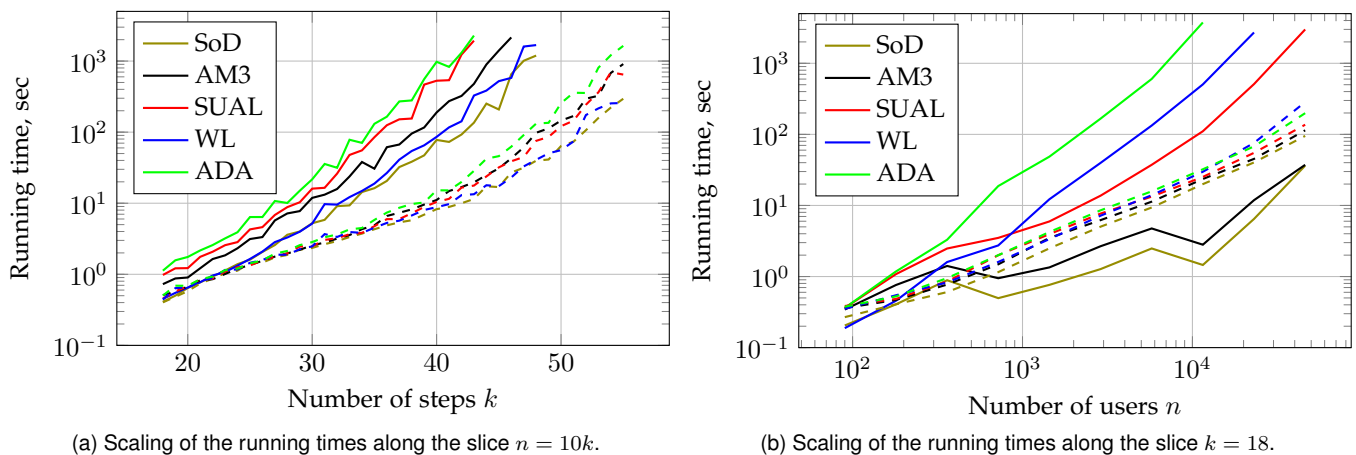 Running time, sec
10^3
10^2
10^1
10^0
10^−1
SoD
AM3
SUAL
WL
ADA
20
30
40
50
Number of steps k
(a) Scaling of the running times along the slice n = 10k.
Running time, sec
10^3
10^2
10^1
10^0
10^−1
SoD
AM3
SUAL
WL
ADA
10^2
10^3
10^4
Number of users n
(b) Scaling of the running times along the slice k = 18.